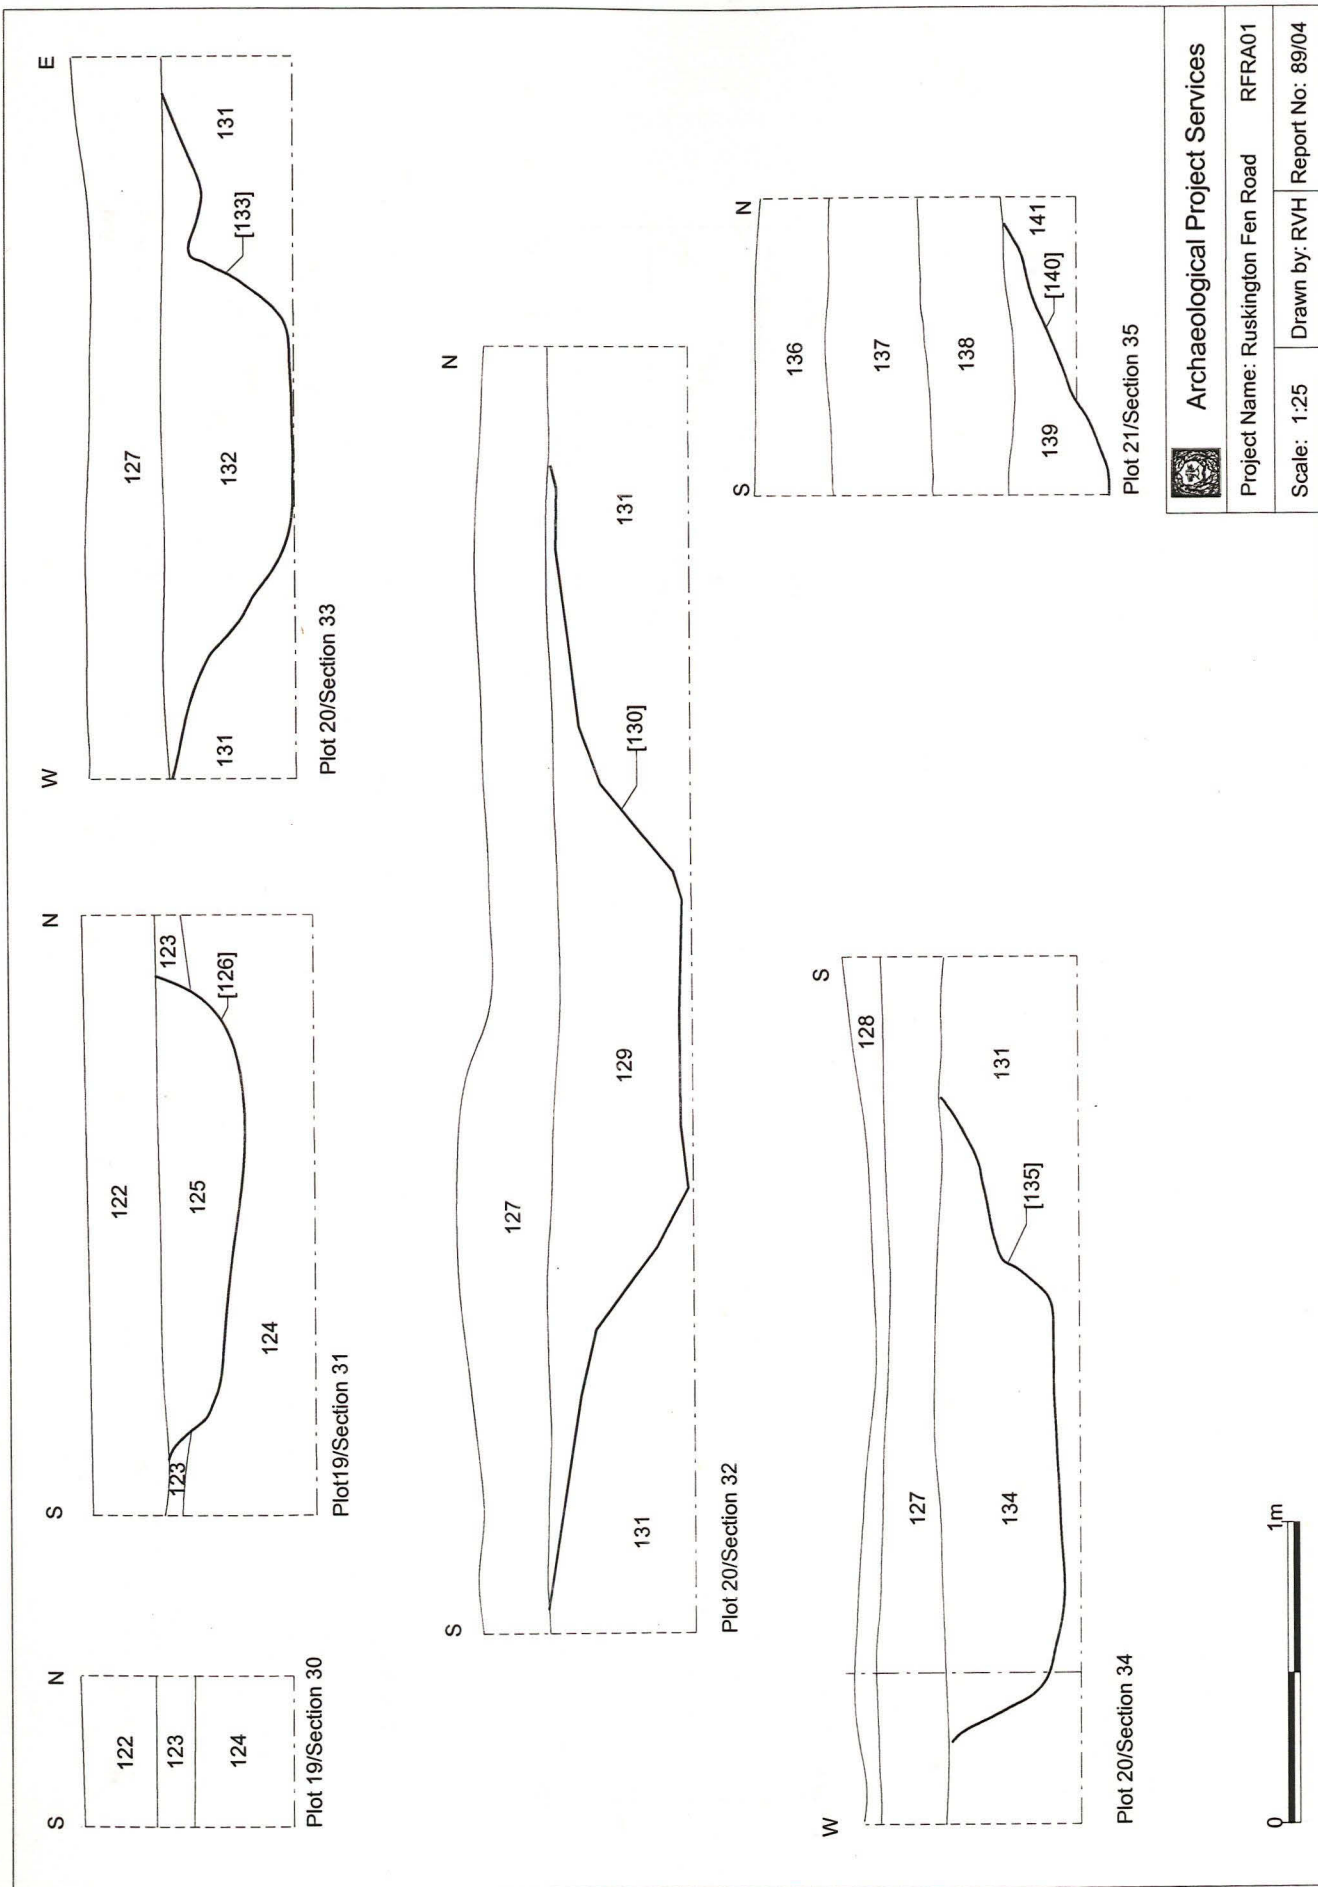 S N
122
123
124
Plot 19/Section 30
S N
122
123 123
125
[126]
124
Plot19/Section 31
W E
127
132
131 131
[133]
Plot 20/Section 33
S N
127
129
131 131
[130]
Plot 20/Section 32
W S
128
127
134
131
[135]
Plot 20/Section 34
S N
136
137
138
139
141
[140]
Plot 21/Section 35
0 1m
Archaeological Project Services
Project Name: Ruskington Fen Road RFRA01
Scale: 1:25 Drawn by: RVH Report No: 89/04